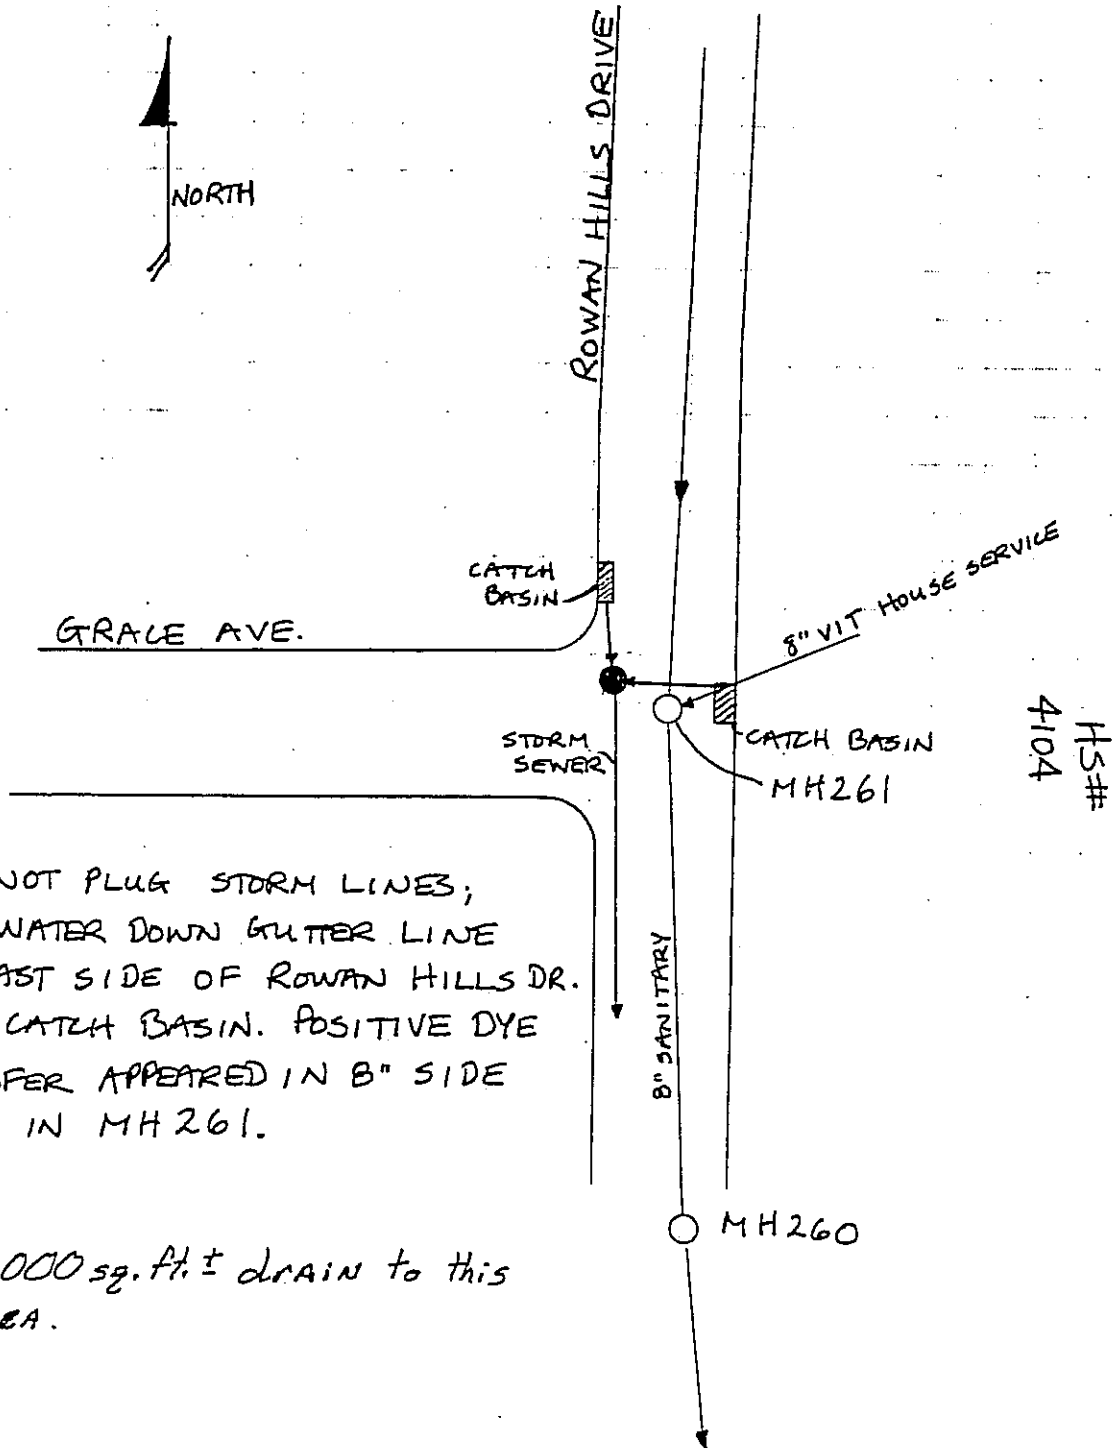 ROWAN HILLS DRIVE
NORTH
CATCH
BASIN
GRACE AVE.
8" VIT HOUSE SERVICE
STORM
SEWER
CATCH BASIN
MH261
HS#
4104
NOT PLUG STORM LINES;
WATER DOWN GUTTER LINE
AST SIDE OF ROWAN HILLS DR.
CATCH BASIN. POSITIVE DYE
FER APPEARED IN 8" SIDE
IN MH 261.
8" SANITARY
MH260
000 sq. ft. ± drAIN to this
EA.